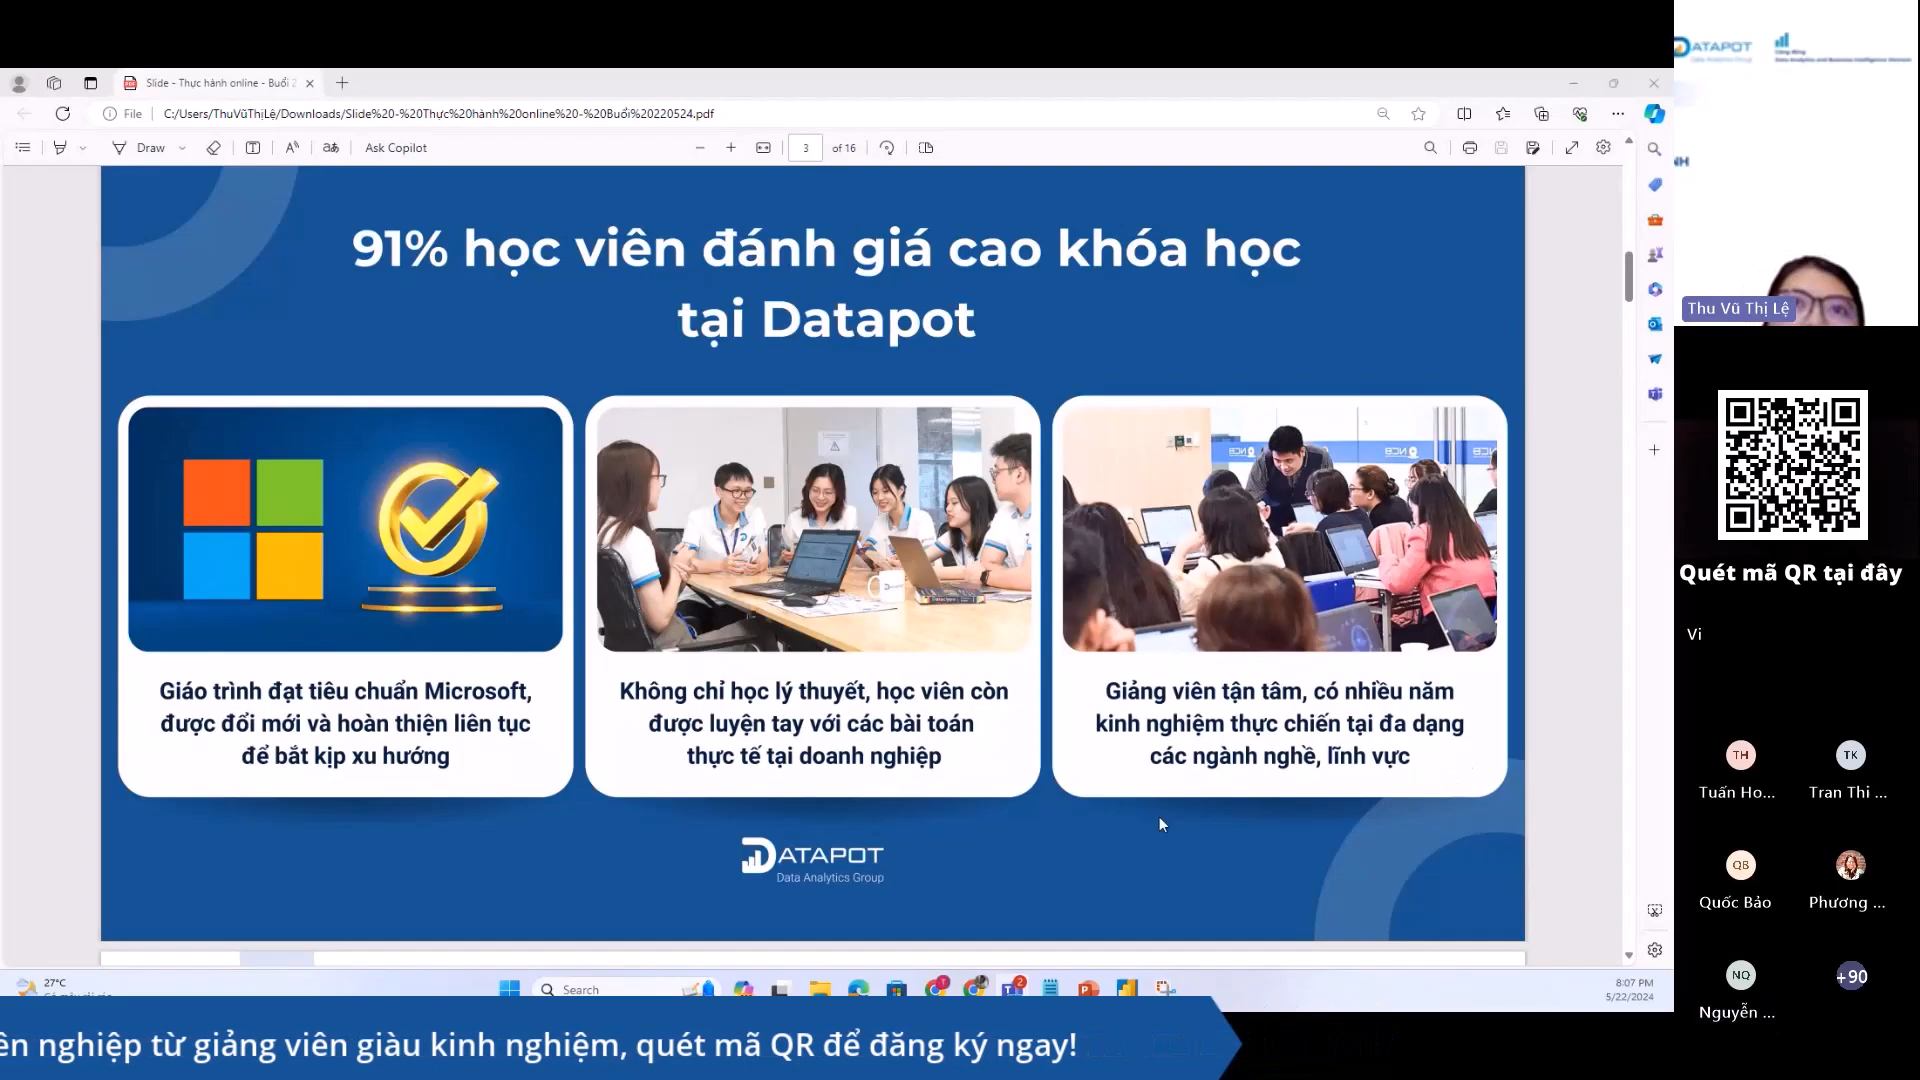 Slide - Thực hành online - Buổi 2
File
C:/Users/ThuVũThịLệ/Downloads/Slide%20-%20Thực%20hành%20online%20-%20Buổi%20220524.pdf
Draw
Ask Copilot
3
of 16
91% học viên đánh giá cao khóa học
tại Datapot
Giáo trình đạt tiêu chuẩn Microsoft,
được đổi mới và hoàn thiện liên tục
để bắt kịp xu hướng
Không chỉ học lý thuyết, học viên còn
được luyện tay với các bài toán
thực tế tại doanh nghiệp
Giảng viên tận tâm, có nhiều năm
kinh nghiệm thực chiến tại đa dạng
các ngành nghề, lĩnh vực
DATAPOT
Data Analytics Group
27°C
Search
8:07 PM
5/22/2024
ên nghiệp từ giảng viên giàu kinh nghiệm, quét mã QR để đăng ký ngay!
DATAPOT
Thu Vũ Thị Lệ
Quét mã QR tại đây
Vi
TH
TK
Tuấn Ho...
Tran Thi ...
QB
Quốc Bảo
Phương ...
NQ
+90
Nguyễn ...